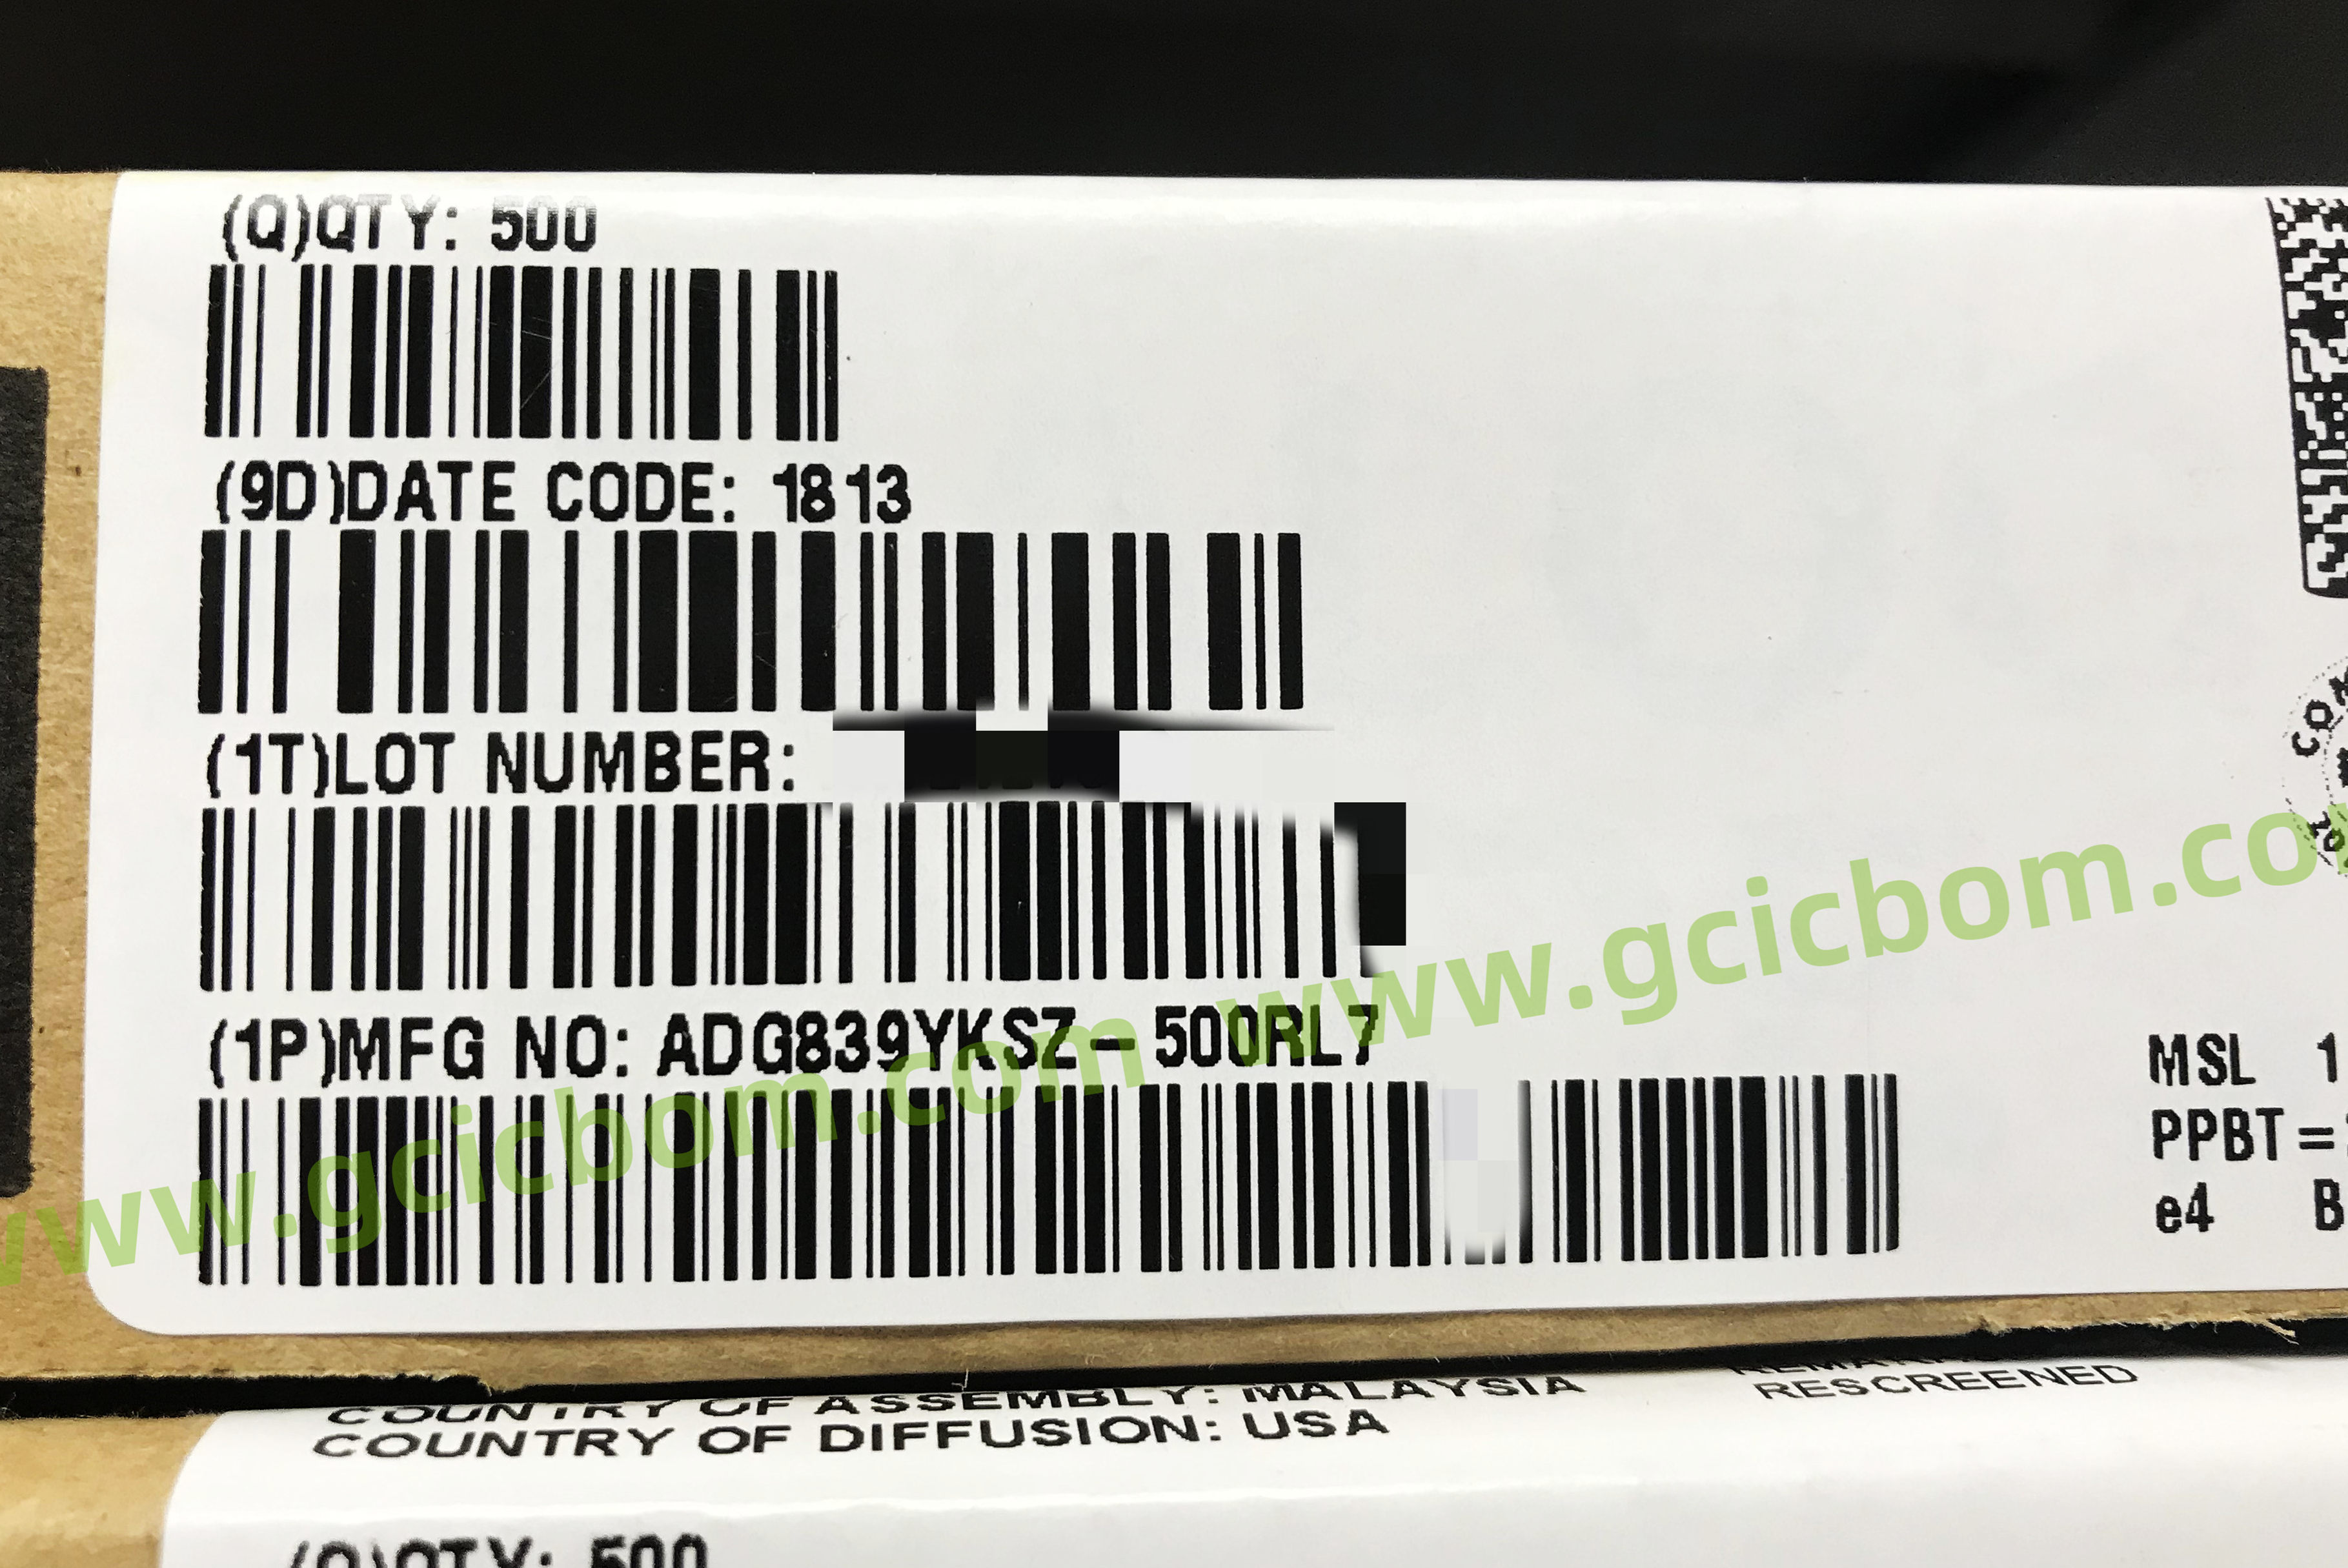 (Q)QTY: 500
(9D)DATE CODE: 1813
(1T)LOT NUMBER:
(1P)MFG NO: ADG839YKSZ-500RL7
MSL 1
PPBT=
e4 B
www.gcicbom.com
www.gcicbom.co
COUNTRY OF ASSEMBLY: MALAYSIA
COUNTRY OF DIFFUSION: USA
RESCREENED
(Q)QTY: 500